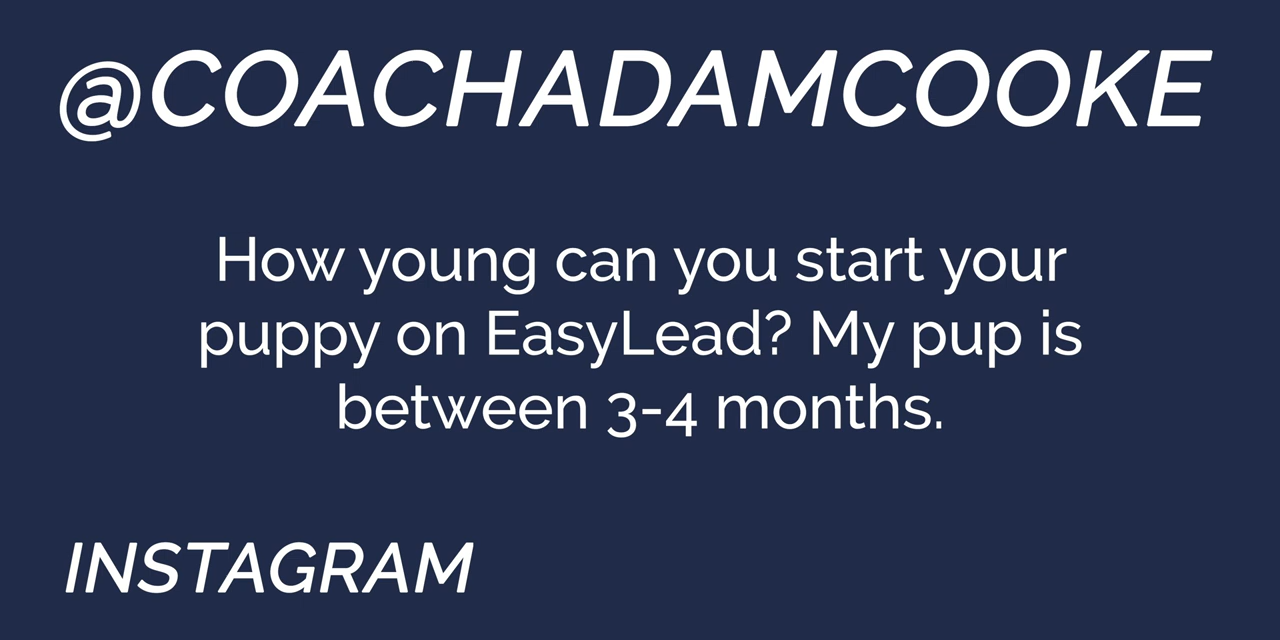 @COACHADAMCOOKE
How young can you start your
puppy on EasyLead? My pup is
between 3-4 months.
INSTAGRAM